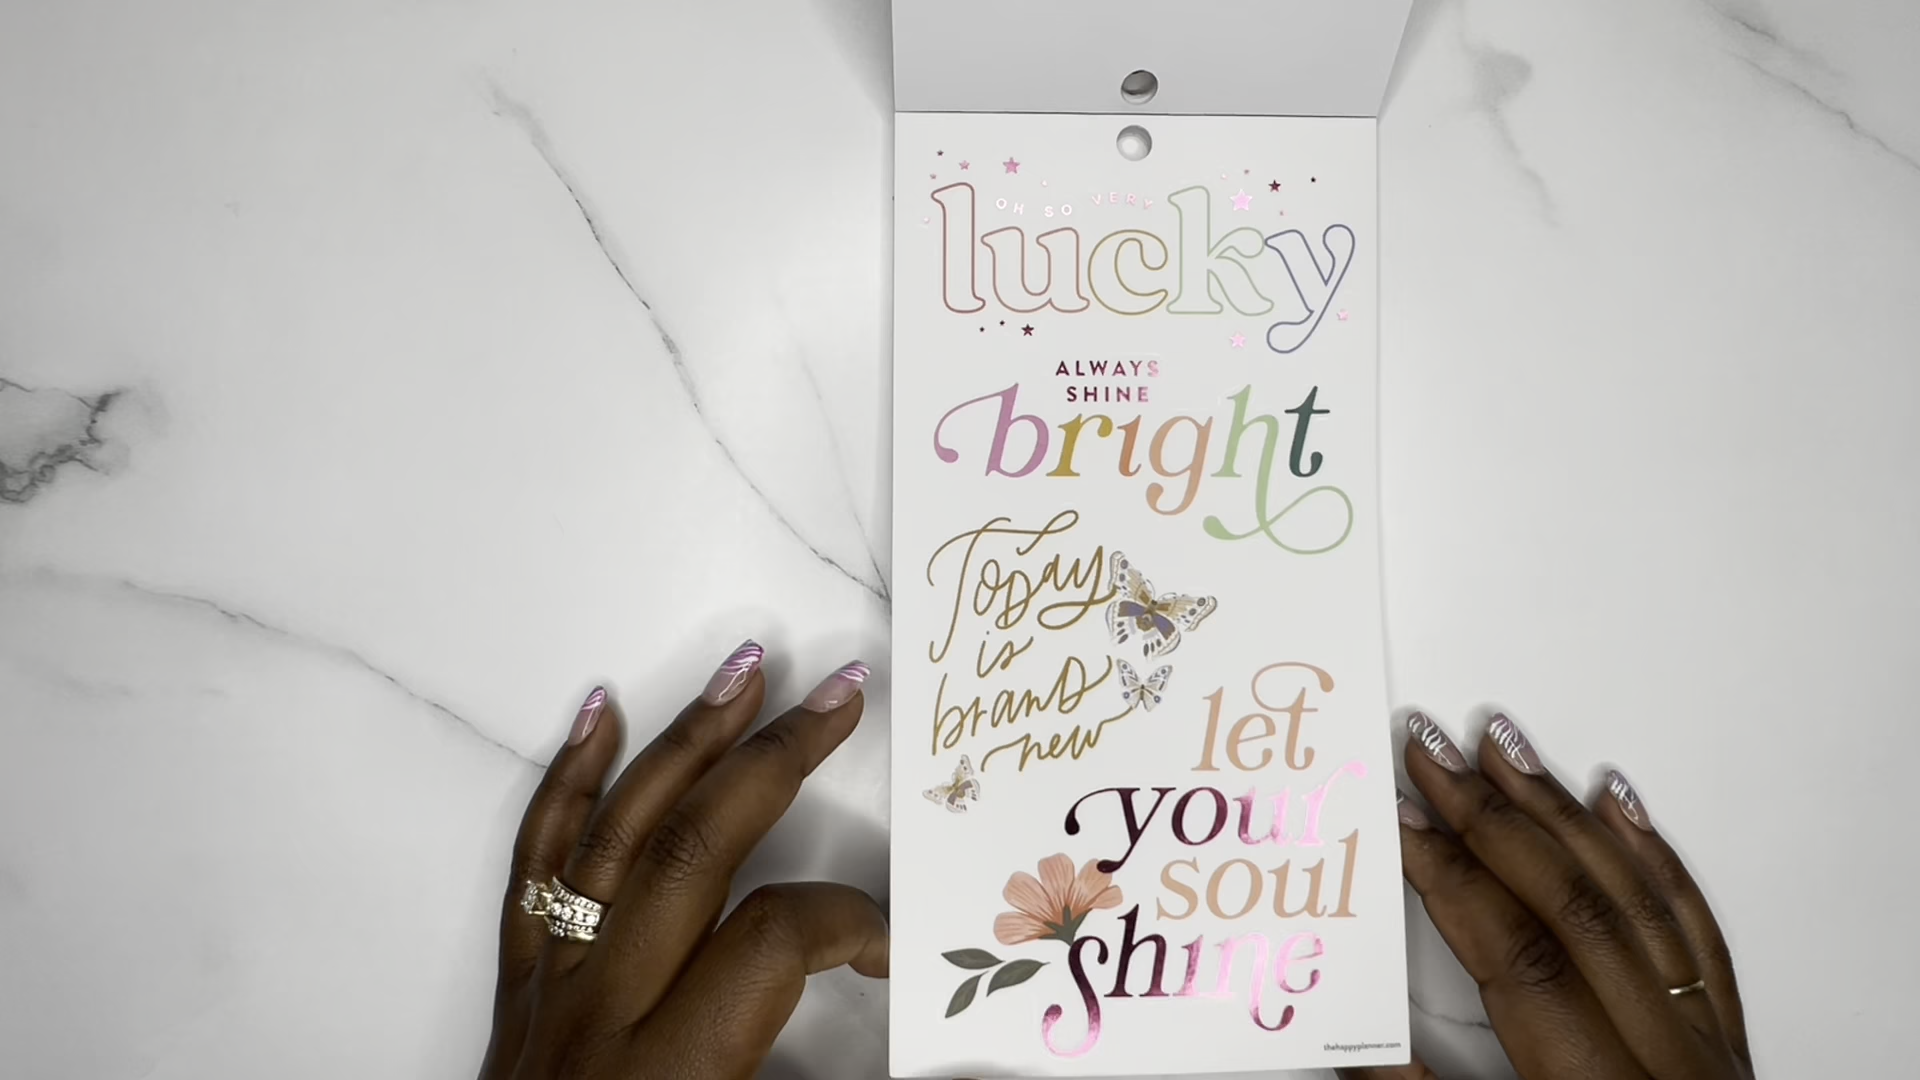 OH SO VERY
lucky
ALWAYS
SHINE
bright
Today
is
brand
new
let
your
soul
shine
thehappyplanner.com